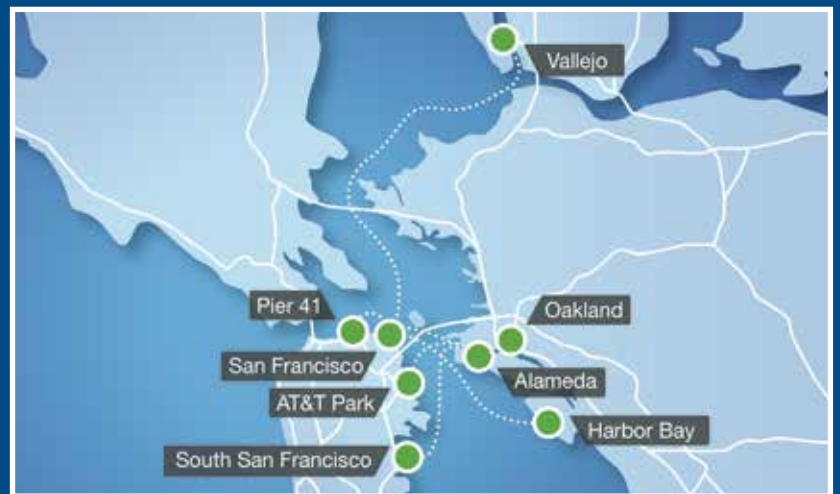 Vallejo
Pier 41
Oakland
San Francisco
Alameda
AT&T Park
Harbor Bay
South San Francisco